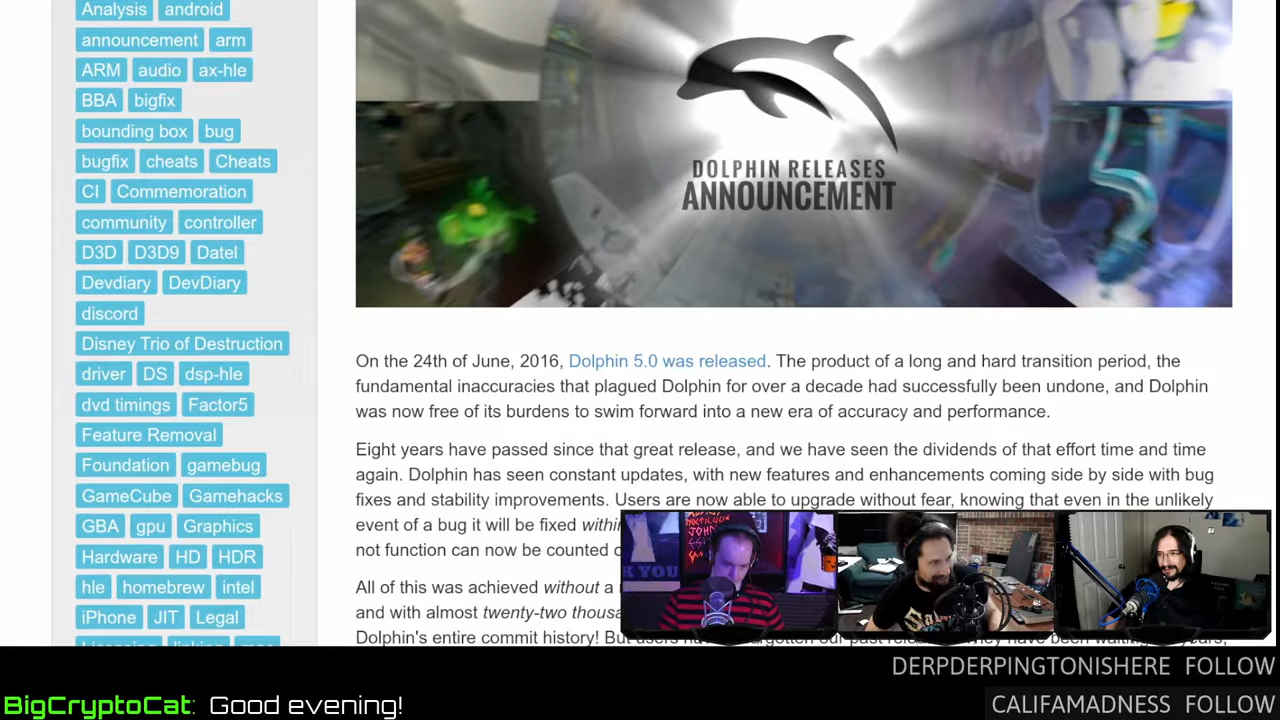 Analysis android
announcement arm
ARM audio ax-hle
BBA bigfix
bounding box bug
bugfix cheats Cheats
CI Commemoration
community controller
D3D D3D9 Datel
Devdiary DevDiary
discord
Disney Trio of Destruction
driver DS dsp-hle
dvd timings Factor5
Feature Removal
Foundation gamebug
GameCube Gamehacks
GBA gpu Graphics
Hardware HD HDR
hle homebrew intel
iPhone JIT Legal
DOLPHIN RELEASES
ANNOUNCEMENT
On the 24th of June, 2016, Dolphin 5.0 was released. The product of a long and hard transition period, the
fundamental inaccuracies that plagued Dolphin for over a decade had successfully been undone, and Dolphin
was now free of its burdens to swim forward into a new era of accuracy and performance.
Eight years have passed since that great release, and we have seen the dividends of that effort time and time
again. Dolphin has seen constant updates, with new features and enhancements coming side by side with bug
fixes and stability improvements. Users are now able to upgrade without fear, knowing that even in the unlikely
event of a bug it will be fixed
not function can now be counted
All of this was achieved without a
and with almost
Dolphin's entire commit history! But users
DERPDERPINGTONISHERE FOLLOW
BigCryptoCat: Good evening!
CALIFAMADNESS FOLLOW